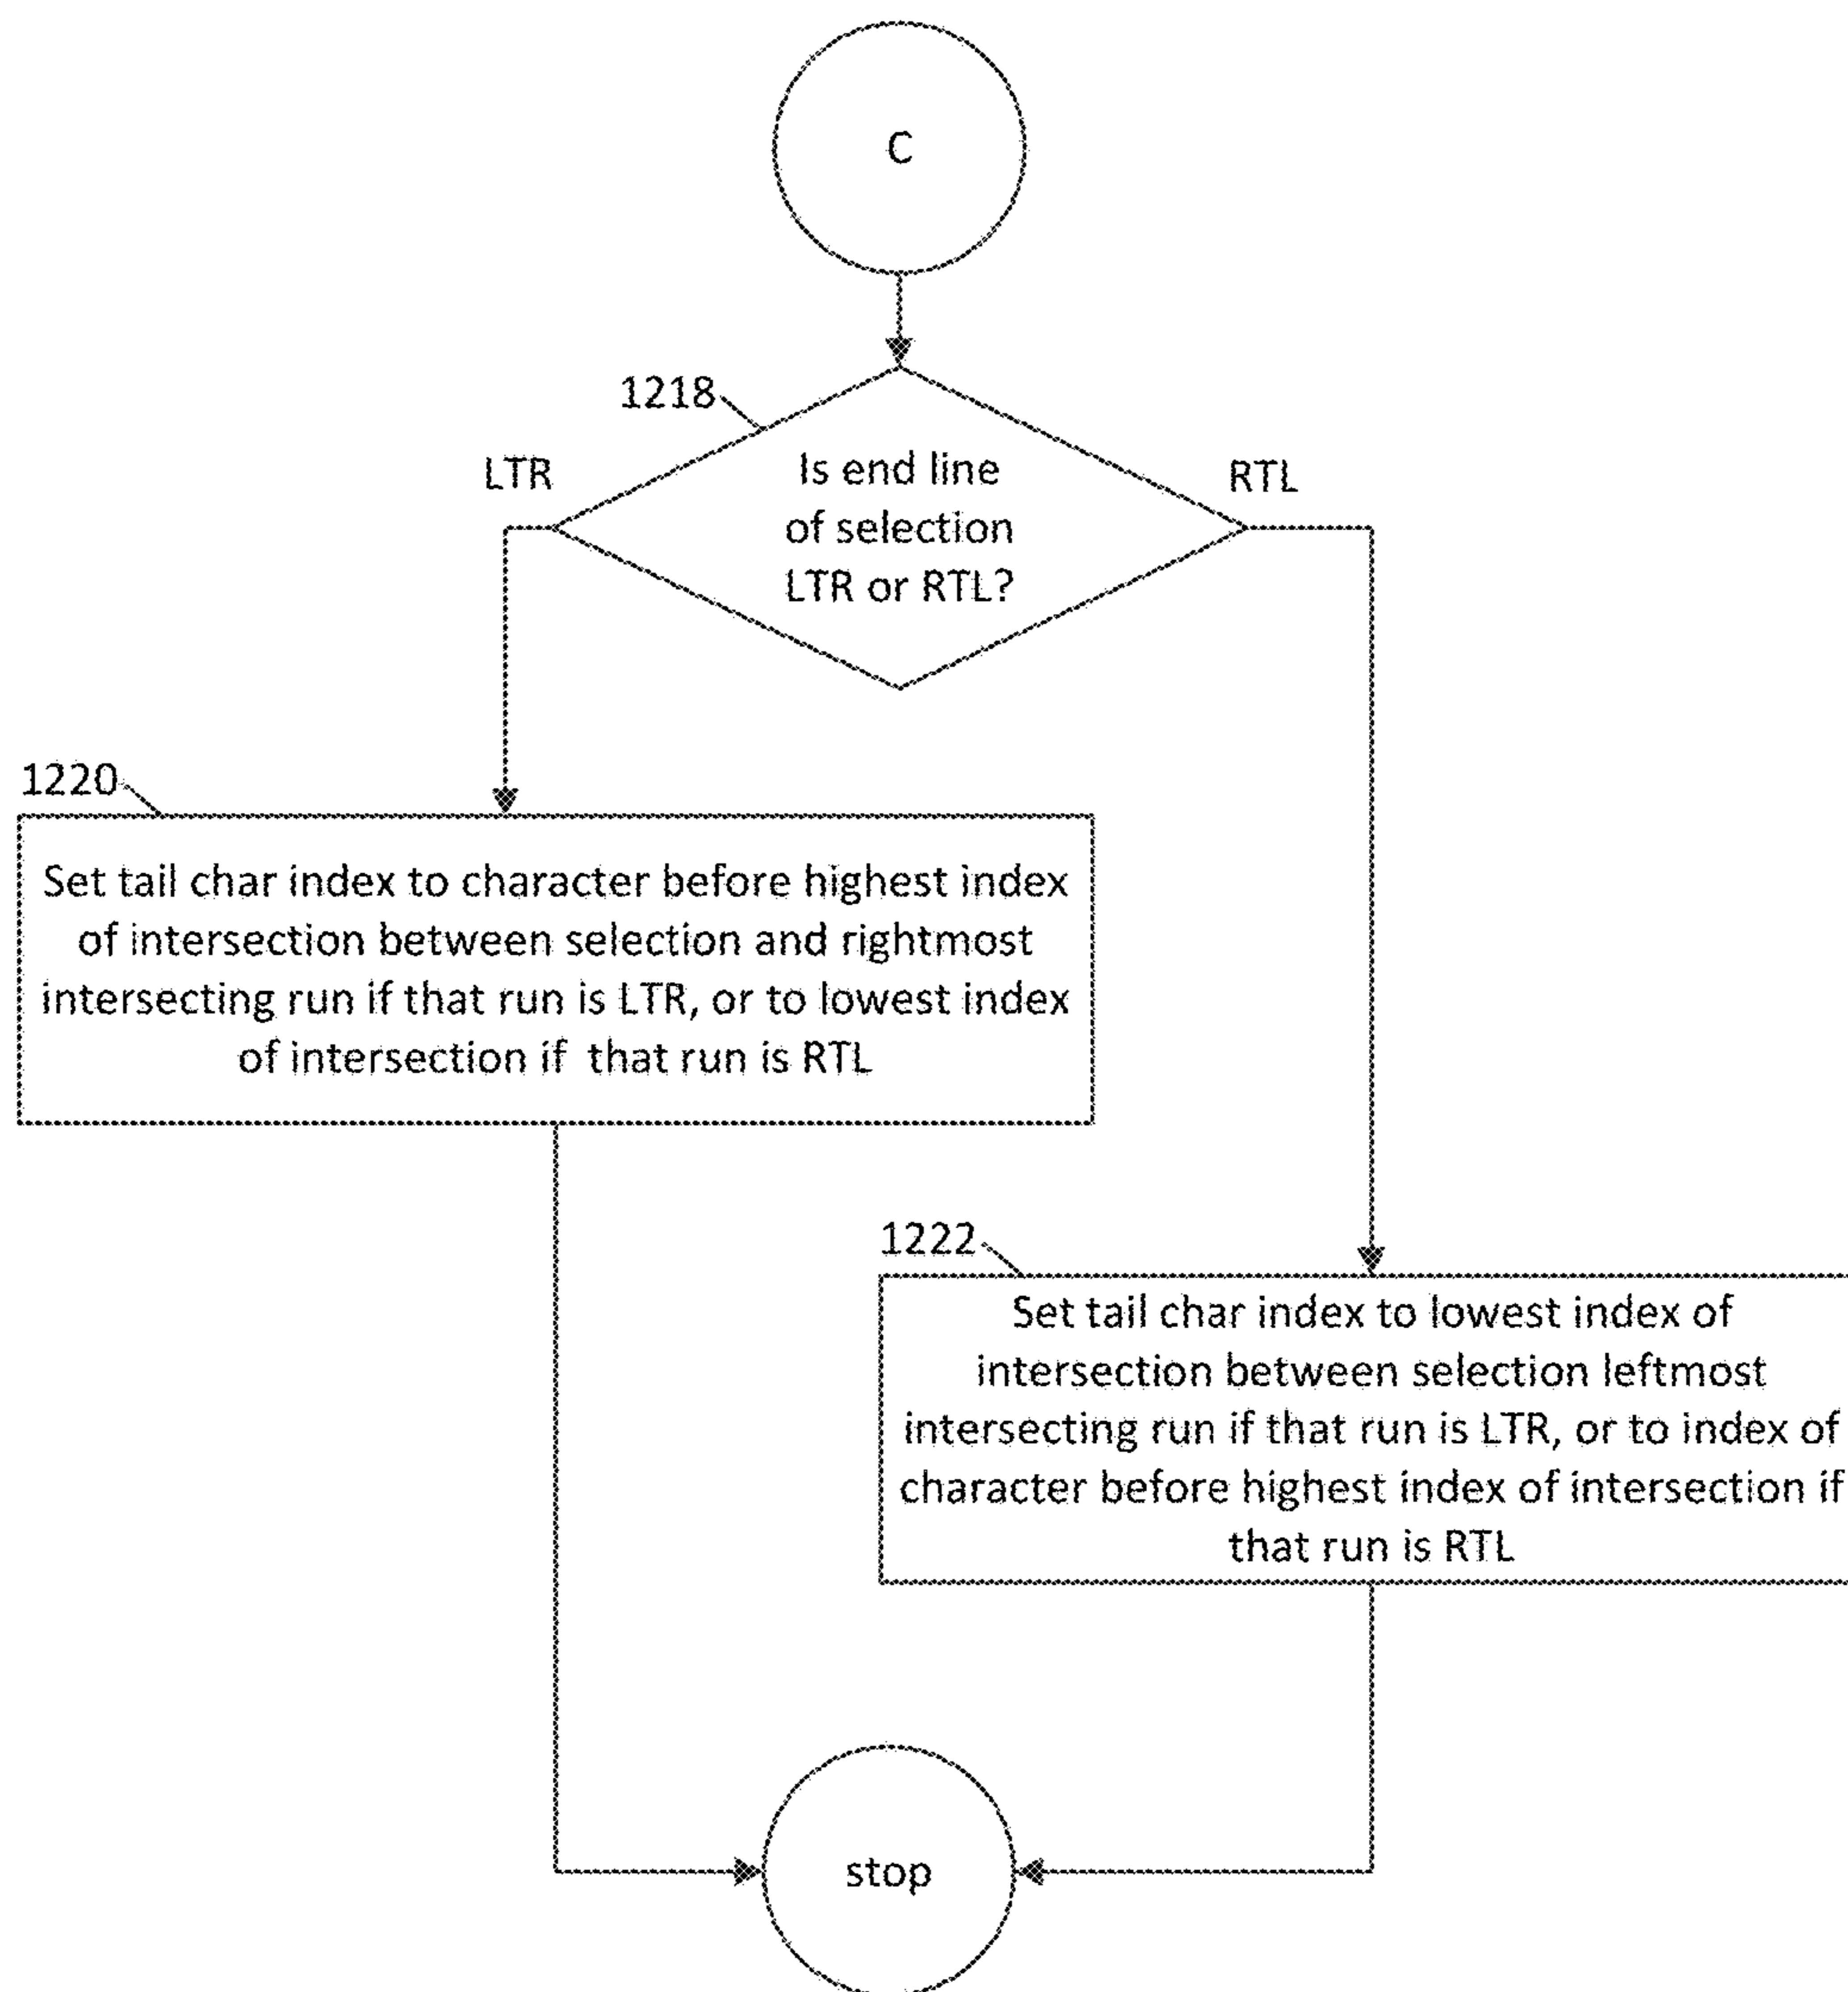 C
1218
LTR
RTL
Is end line
of selection
LTR or RTL?
1220
Set tail char index to character before highest index
of intersection between selection and rightmost
intersecting run if that run is LTR, or to lowest index
of intersection if that run is RTL
1222
Set tail char index to lowest index of
intersection between selection leftmost
intersecting run if that run is LTR, or to index of
character before highest index of intersection if
that run is RTL
stop